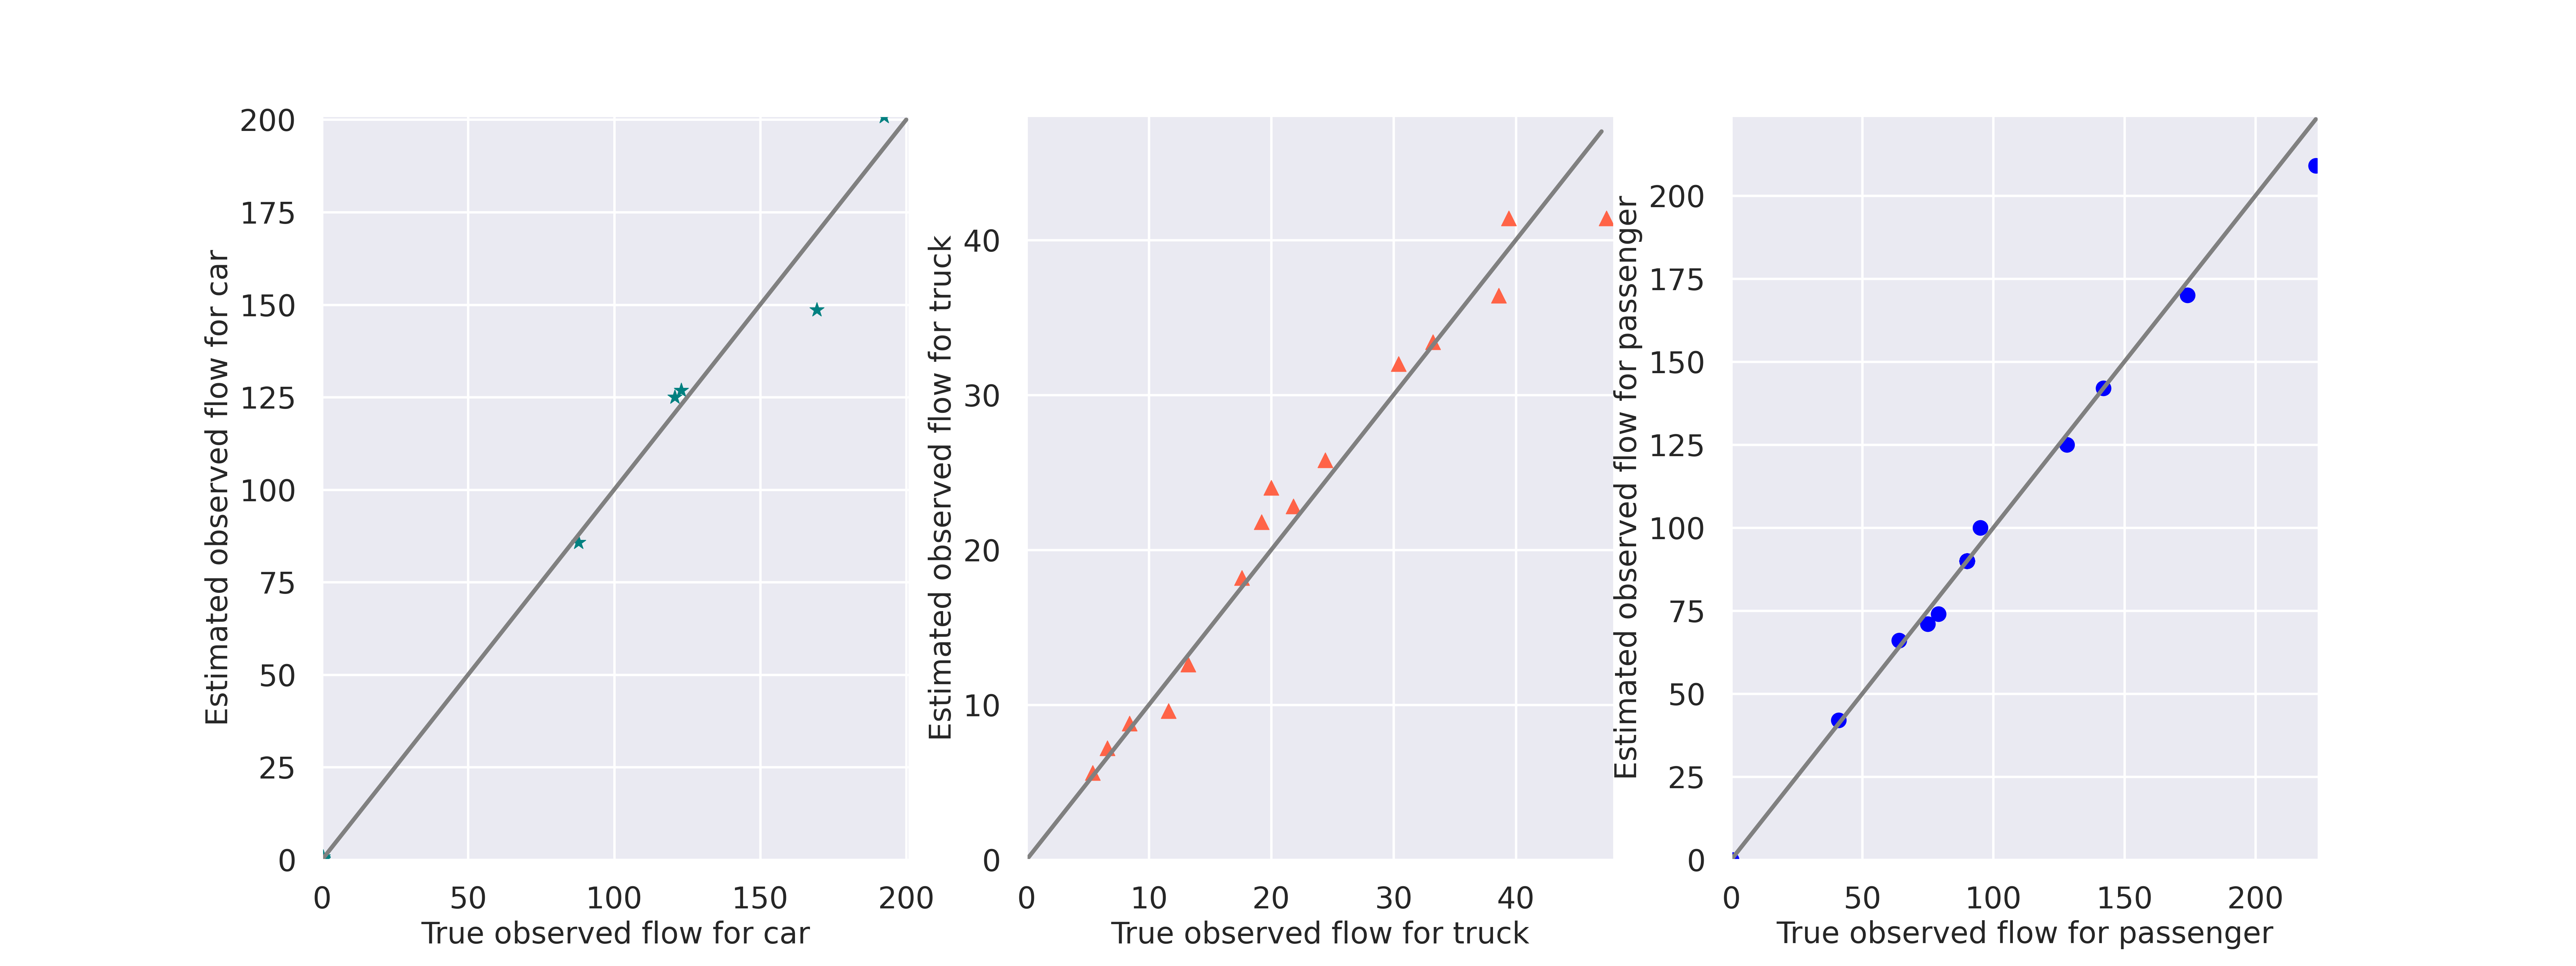 200
175
150
125
100
75
50
25
0
Estimated observed flow for car
0 50 100 150 200
True observed flow for car
40
30
20
10
0
Estimated observed flow for truck
0 10 20 30 40
True observed flow for truck
200
175
150
125
100
75
50
25
0
Estimated observed flow for passenger
0 50 100 150 200
True observed flow for passenger